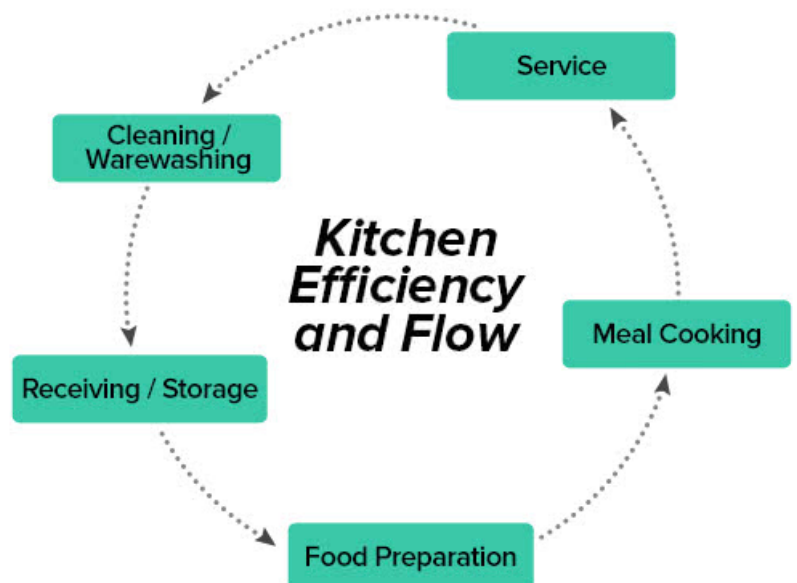 Service
Cleaning /
Warewashing
Kitchen
Efficiency
and Flow
Meal Cooking
Receiving / Storage
Food Preparation